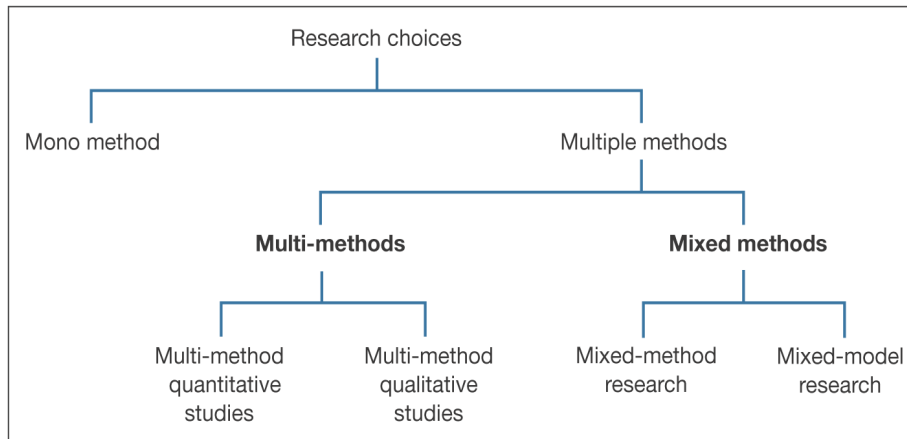 Research choices
Mono method
Multiple methods
Multi-methods
Mixed methods
Multi-method
quantitative
studies
Multi-method
qualitative
studies
Mixed-method
research
Mixed-model
research